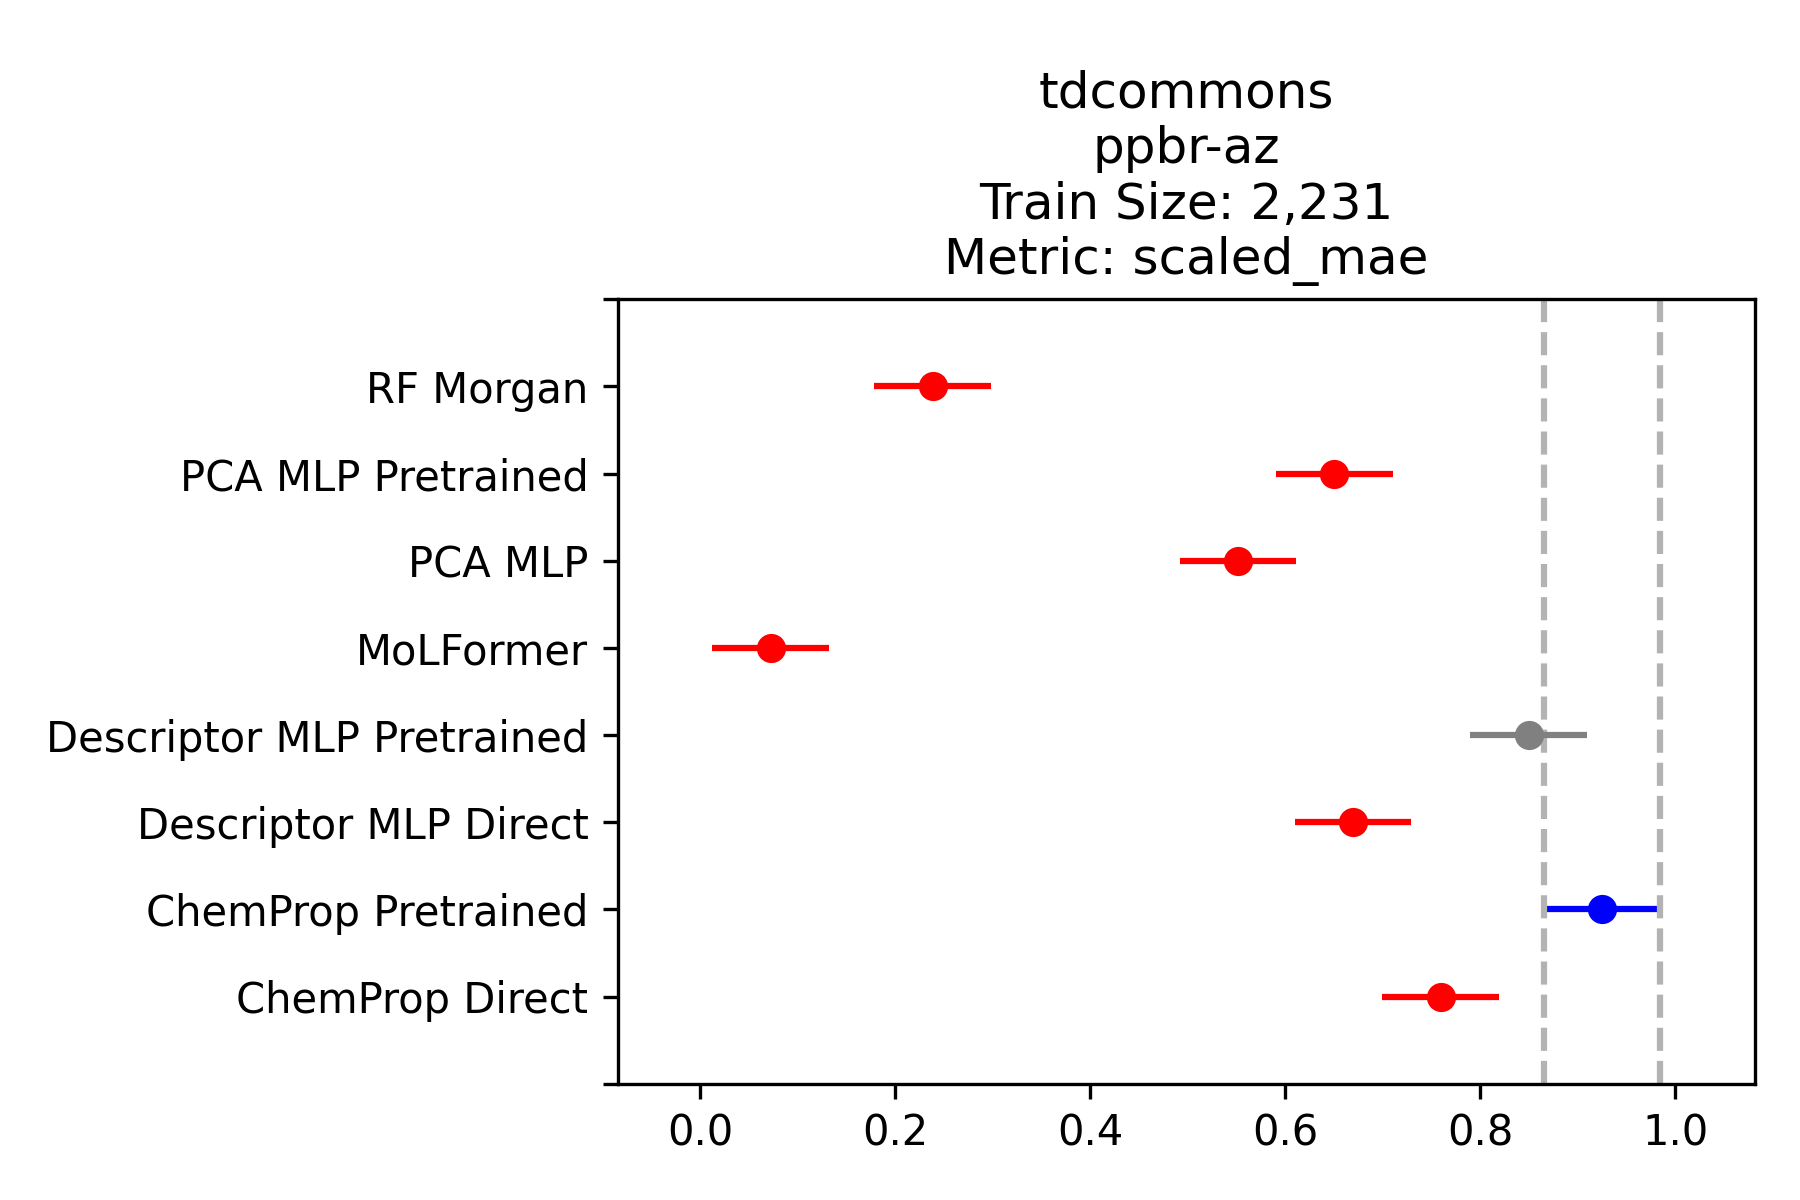 tdcommons
ppbr-az
Train Size: 2,231
Metric: scaled_mae
RF Morgan
PCA MLP Pretrained
PCA MLP
MoLFormer
Descriptor MLP Pretrained
Descriptor MLP Direct
ChemProp Pretrained
ChemProp Direct
0.0 0.2 0.4 0.6 0.8 1.0